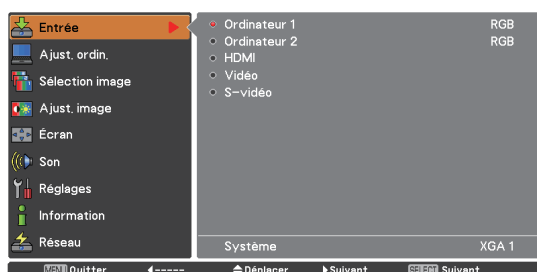 Entrée
Ajust. ordin.
Sélection image
Ajust. image
Écran
Son
Réglages
Information
Réseau
Ordinateur 1 RGB
Ordinateur 2 RGB
HDMI
Vidéo
S-vidéo
Système XGA 1
MENU Quitter ----- Déplacer Suivant SELECT Suivant